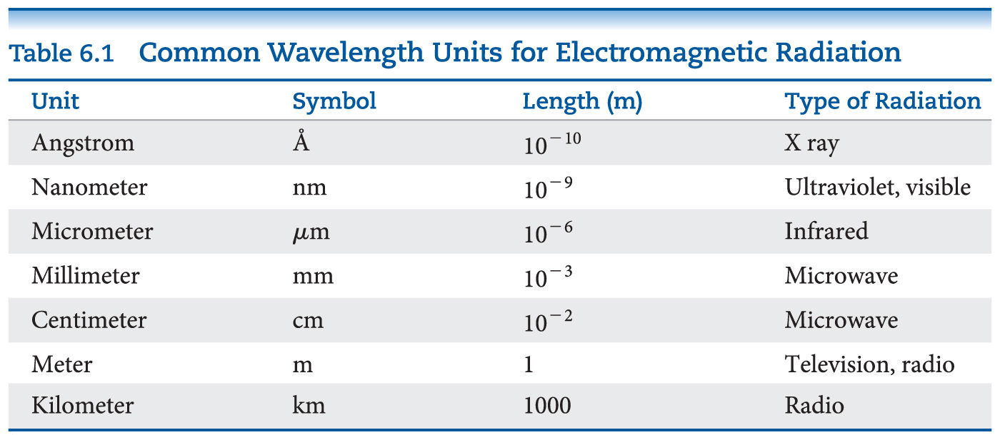 Table 6.1 Common Wavelength Units for Electromagnetic Radiation
Unit Symbol Length (m) Type of Radiation
Angstrom Å 10⁻¹⁰ X ray
Nanometer nm 10⁻⁹ Ultraviolet, visible
Micrometer μm 10⁻⁶ Infrared
Millimeter mm 10⁻³ Microwave
Centimeter cm 10⁻² Microwave
Meter m 1 Television, radio
Kilometer km 1000 Radio